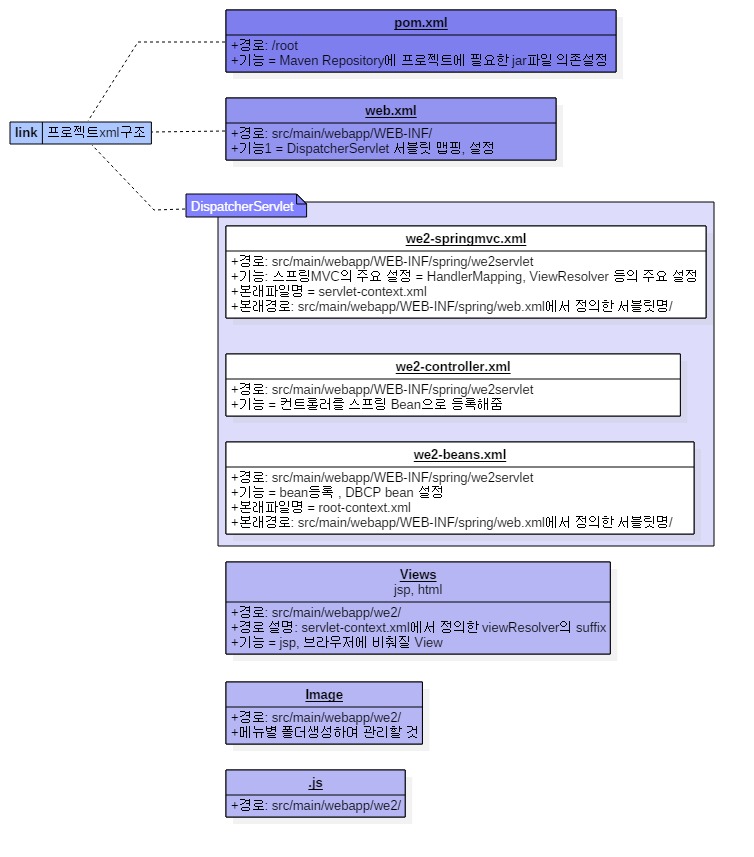 pom.xml
+경로: /root
+기능 = Maven Repository에 프로젝트에 필요한 jar파일 의존설정
web.xml
+경로: src/main/webapp/WEB-INF/
+기능1 = DispatcherServlet 서블릿 맵핑, 설정
link 프로젝트xml구조
DispatcherServlet
we2-springmvc.xml
+경로: src/main/webapp/WEB-INF/spring/we2servlet
+기능: 스프링MVC의 주요 설정 = HandlerMapping, ViewResolver 등의 주요 설정
+본래파일명 = servlet-context.xml
+본래경로: src/main/webapp/WEB-INF/spring/web.xml에서 정의한 서블릿명/
we2-controller.xml
+경로: src/main/webapp/WEB-INF/spring/we2servlet
+기능 = 컨트롤러를 스프링 Bean으로 등록해줌
we2-beans.xml
+경로: src/main/webapp/WEB-INF/spring/we2servlet
+기능 = bean등록 , DBCP bean 설정
+본래파일명 = root-context.xml
+본래경로: src/main/webapp/WEB-INF/spring/web.xml에서 정의한 서블릿명/
Views
jsp, html
+경로: src/main/webapp/we2/
+경로 설명: servlet-context.xml에서 정의한 viewResolver의 suffix
+기능 = jsp, 브라우저에 비춰질 View
Image
+경로: src/main/webapp/we2/
+메뉴별 폴더생성하여 관리할 것
.js
+경로: src/main/webapp/we2/